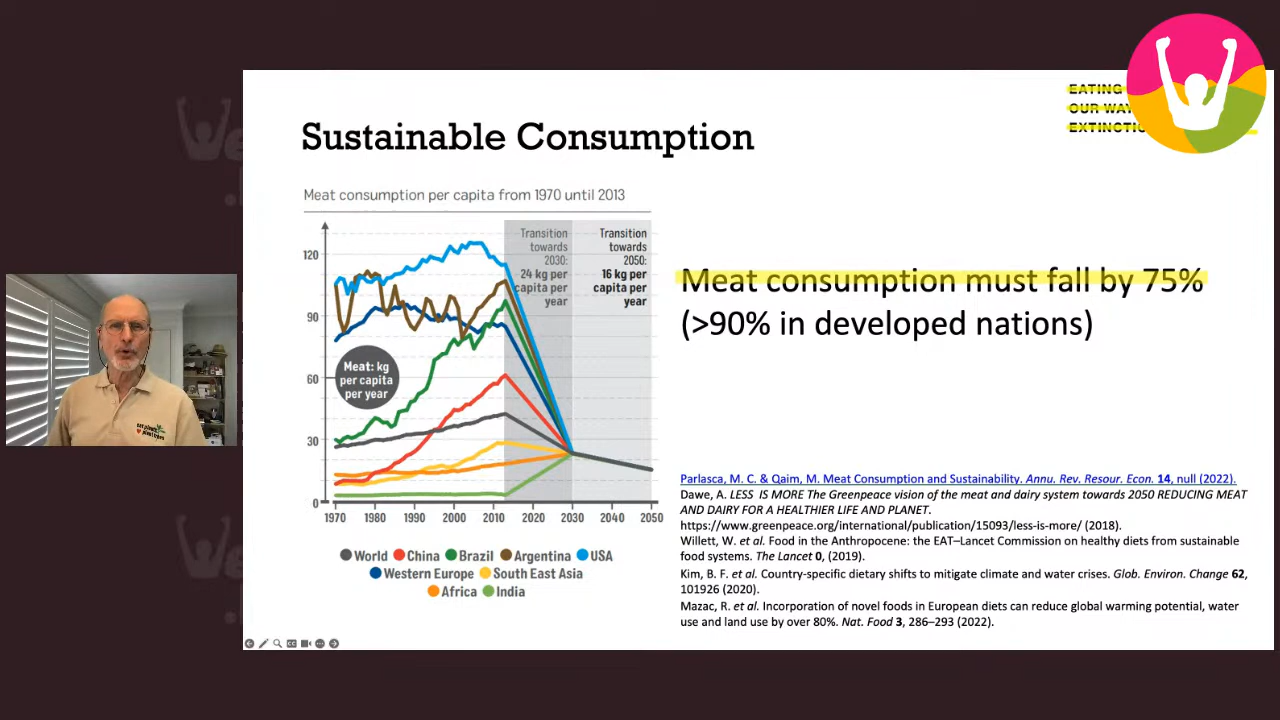 EATING
OUR WAY
EXTINCTIO
Sustainable Consumption
Meat consumption per capita from 1970 until 2013
Transition towards 2030: 24 kg per capita per year
Transition towards 2050: 16 kg per capita per year
120
90
60
30
0
Meat: kg per capita per year
1970 1980 1990 2000 2010 2020 2030 2040 2050
World China Brazil Argentina USA
Western Europe South East Asia
Africa India
Meat consumption must fall by 75%
(>90% in developed nations)
Parlasca, M. C. & Qaim, M. Meat Consumption and Sustainability. Annu. Rev. Resour. Econ. 14, null (2022).
Dawe, A. LESS IS MORE The Greenpeace vision of the meat and dairy system towards 2050 REDUCING MEAT
AND DAIRY FOR A HEALTHIER LIFE AND PLANET.
https://www.greenpeace.org/international/publication/15093/less-is-more/ (2018).
Willett, W. et al. Food in the Anthropocene: the EAT–Lancet Commission on healthy diets from sustainable
food systems. The Lancet 0, (2019).
Kim, B. F. et al. Country-specific dietary shifts to mitigate climate and water crises. Glob. Environ. Change 62,
101926 (2020).
Mazac, R. et al. Incorporation of novel foods in European diets can reduce global warming potential, water
use and land use by over 80%. Nat. Food 3, 286–293 (2022).